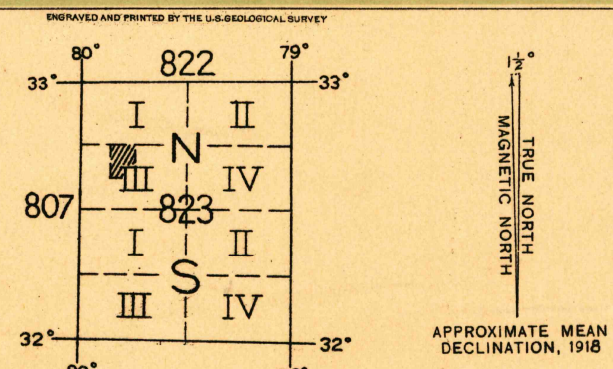 ENGRAVED AND PRINTED BY THE U.S. GEOLOGICAL SURVEY
80° 79°
822
33° 33°
I II
N
III IV
807 823
I II
S
III IV
32° 32°
1½°
TRUE NORTH
MAGNETIC NORTH
APPROXIMATE MEAN
DECLINATION, 1918